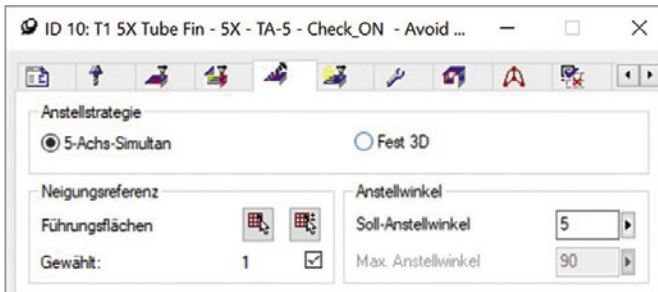 ID 10: T1 5X Tube Fin - 5X - TA-5 - Check_ON - Avoid ...
Anstellstrategie
5-Achs-Simultan
Fest 3D
Neigungsreferenz
Anstellwinkel
Führungsflächen
Soll-Anstellwinkel
5
Gewählt:
1
Max. Anstellwinkel
90